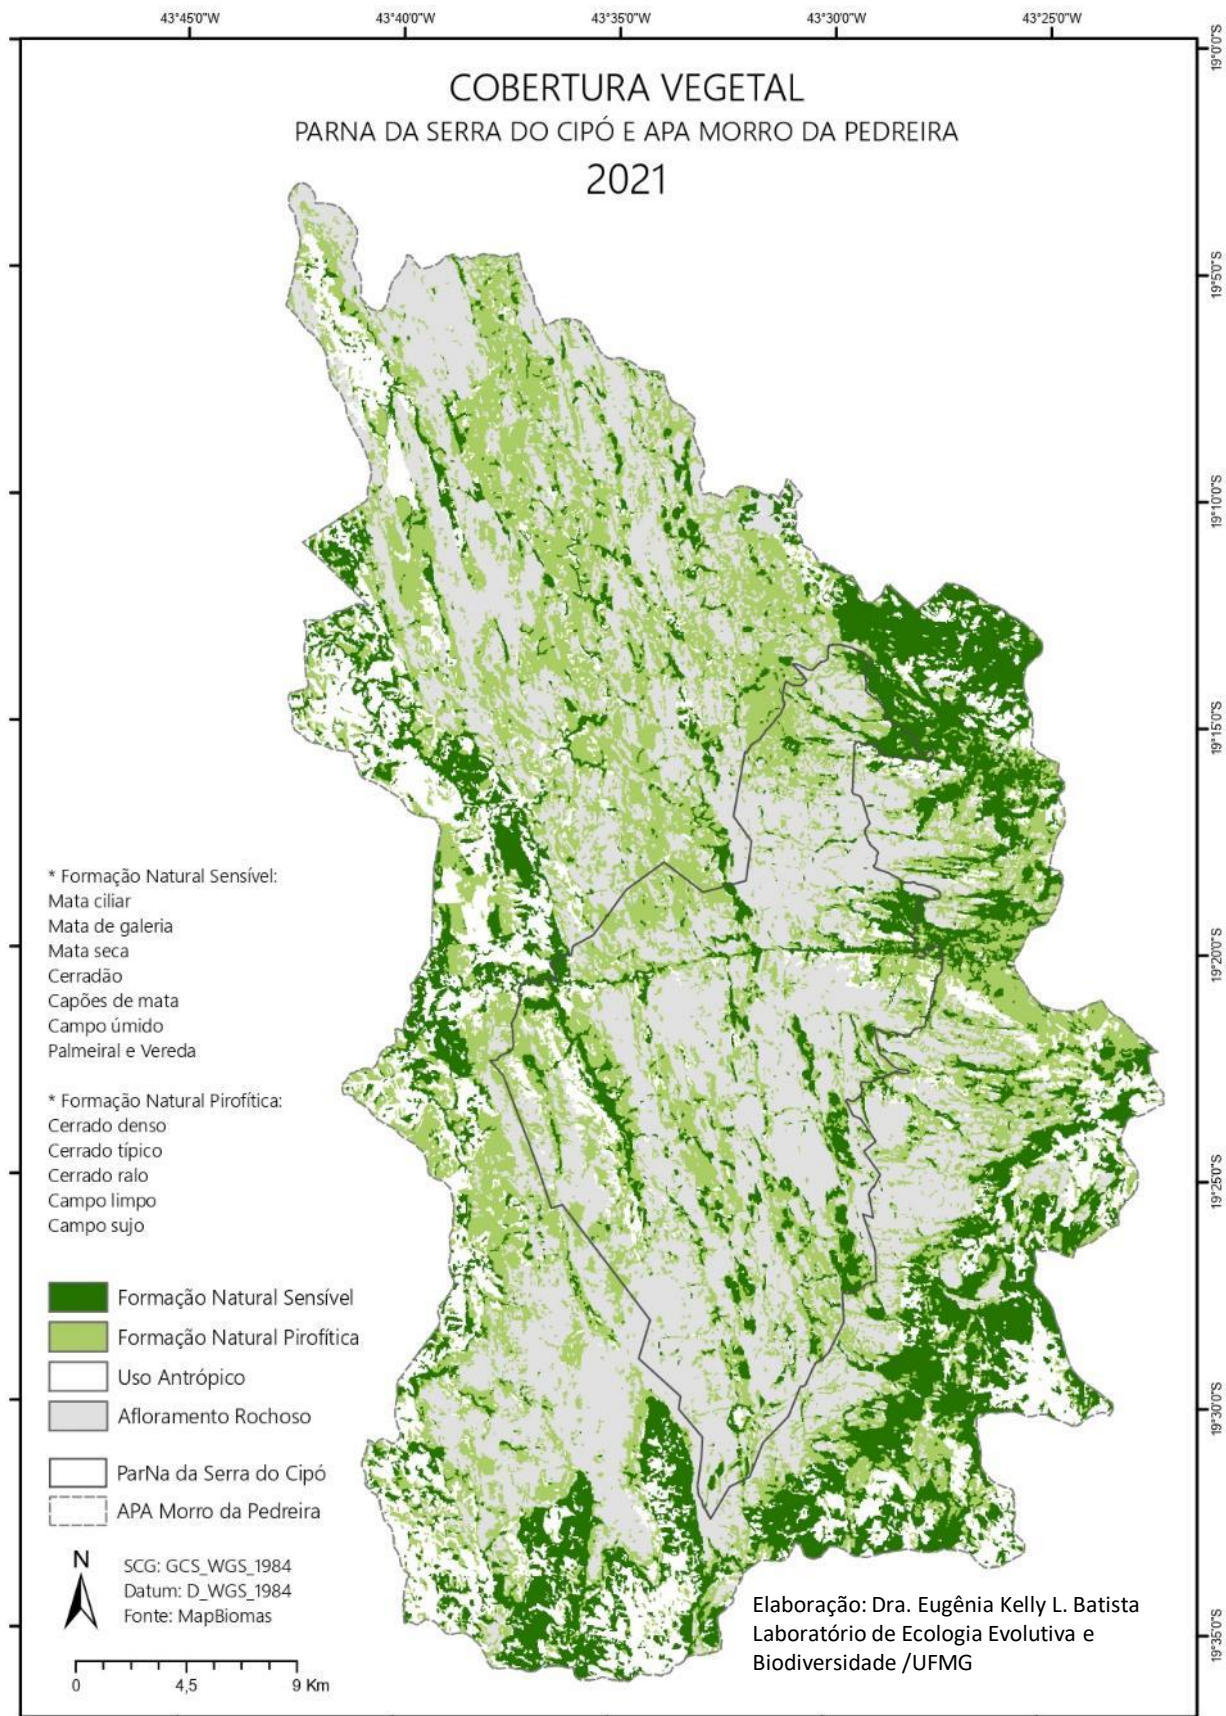 43°45'0"W 43°40'0"W 43°35'0"W 43°30'0"W 43°25'0"W
COBERTURA VEGETAL
PARNA DA SERRA DO CIPÓ E APA MORRO DA PEDREIRA
2021
19°0'0"S
19°5'0"S
19°10'0"S
19°15'0"S
19°20'0"S
19°25'0"S
19°30'0"S
19°35'0"S
* Formação Natural Sensível:
Mata ciliar
Mata de galeria
Mata seca
Cerradão
Capões de mata
Campo úmido
Palmeiral e Vereda
* Formação Natural Pirofítica:
Cerrado denso
Cerrado típico
Cerrado ralo
Campo limpo
Campo sujo
Formação Natural Sensível
Formação Natural Pirofítica
Uso Antrópico
Afloramento Rochoso
ParNa da Serra do Cipó
APA Morro da Pedreira
N
SCG: GCS_WGS_1984
Datum: D_WGS_1984
Fonte: MapBiomas
0 4,5 9 Km
Elaboração: Dra. Eugênia Kelly L. Batista
Laboratório de Ecologia Evolutiva e
Biodiversidade /UFMG